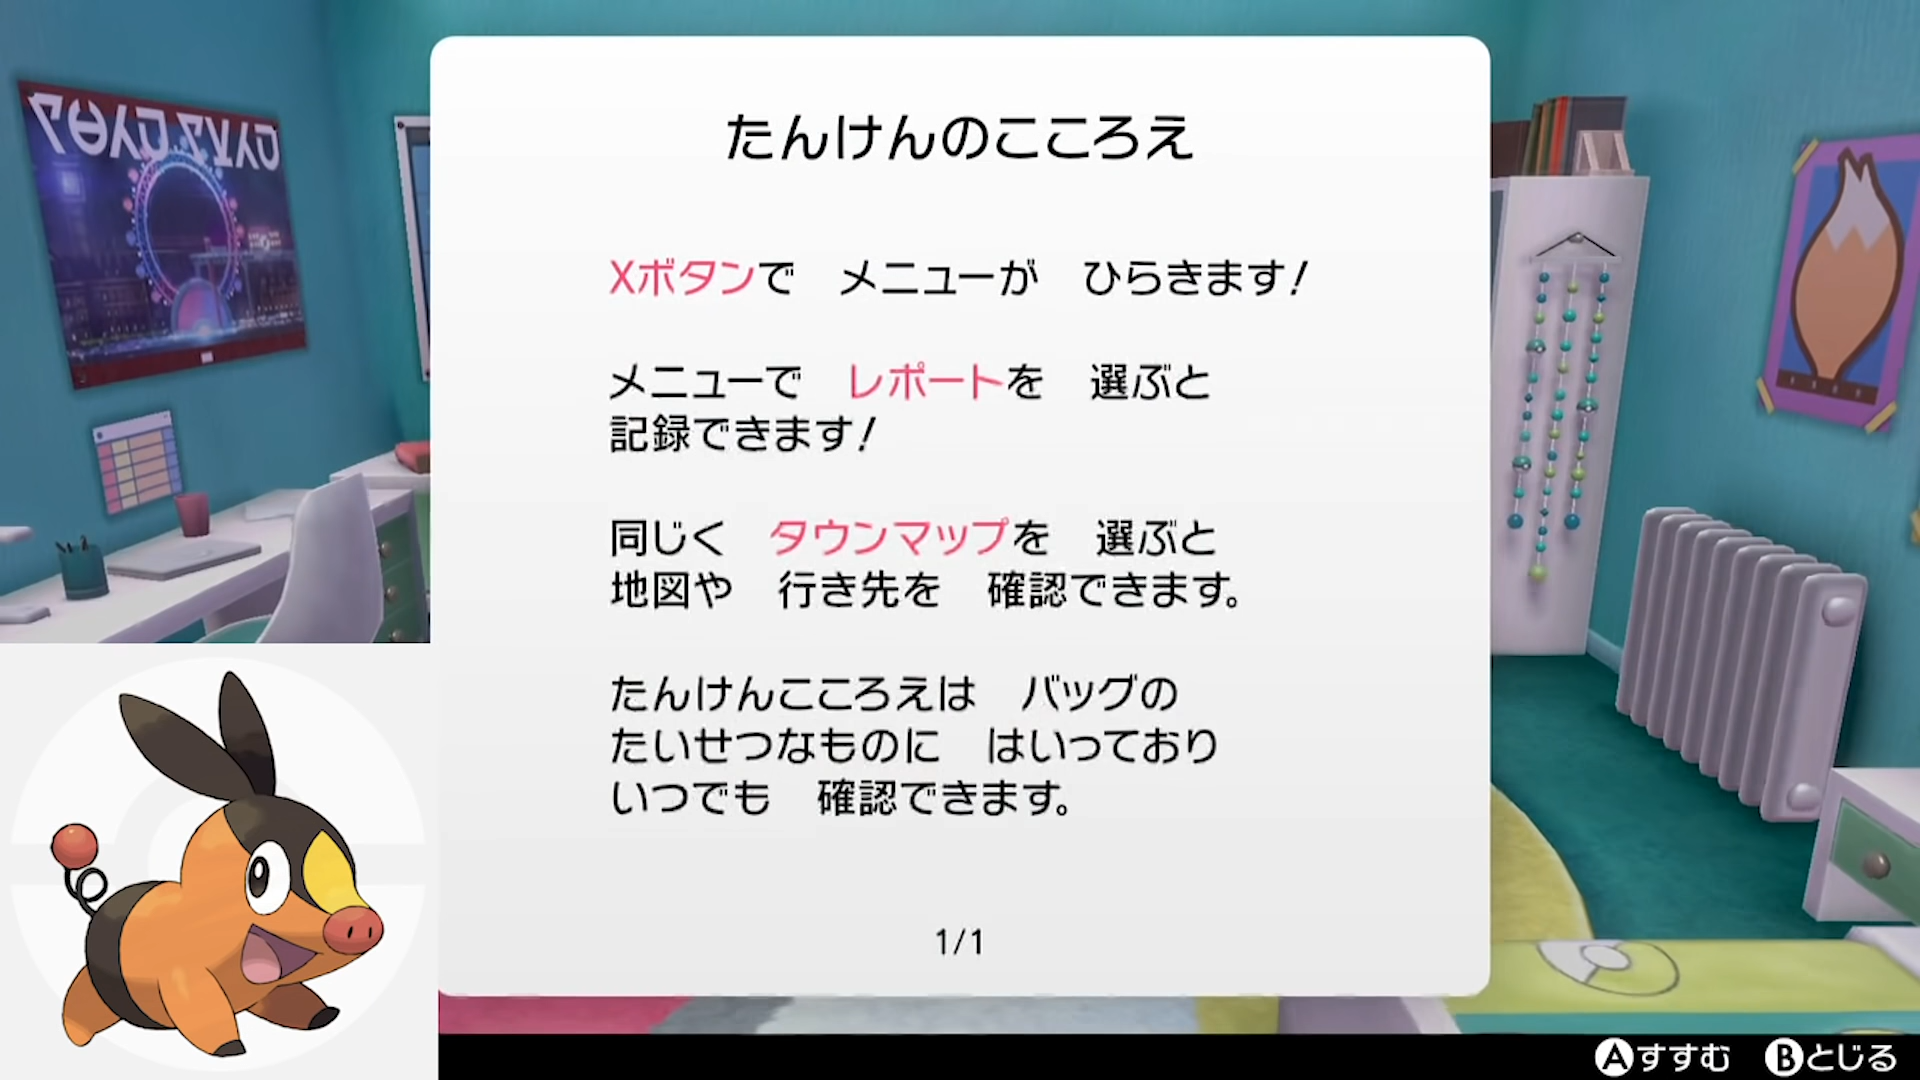 たんけんのこころえ
Xボタンで　メニューが　ひらきます！
メニューで　レポートを　選ぶと
記録できます！
同じく　タウンマップを　選ぶと
地図や　行き先を　確認できます。
たんけんこころえは　バッグの
たいせつなものに　はいっており
いつでも　確認できます。
1/1
Aすすむ　Bとじる